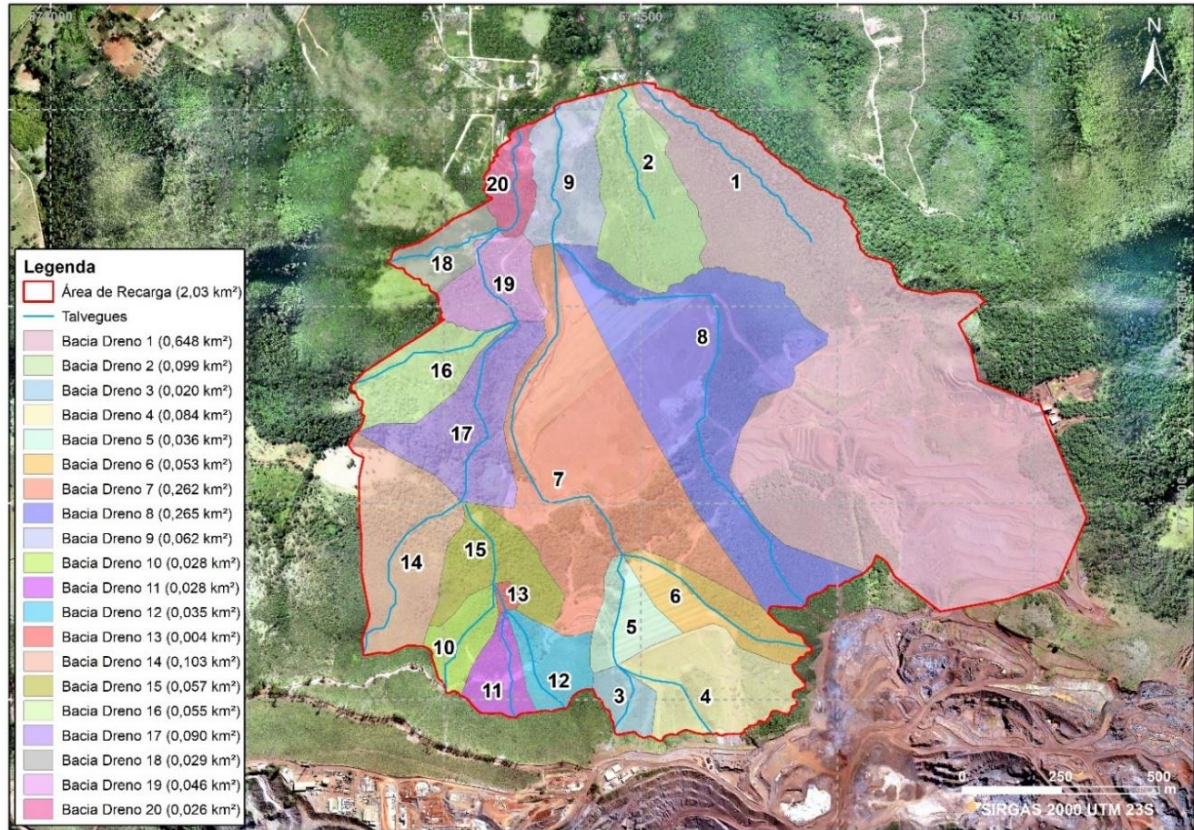 574500
N
2
9
1
20
18
19
8
16
17
7
14
15
6
13
5
10
12
11
3
4
Legenda
Área de Recarga (2,03 km²)
Talvegues
Bacia Dreno 1 (0,648 km²)
Bacia Dreno 2 (0,099 km²)
Bacia Dreno 3 (0,020 km²)
Bacia Dreno 4 (0,084 km²)
Bacia Dreno 5 (0,036 km²)
Bacia Dreno 6 (0,053 km²)
Bacia Dreno 7 (0,262 km²)
Bacia Dreno 8 (0,265 km²)
Bacia Dreno 9 (0,062 km²)
Bacia Dreno 10 (0,028 km²)
Bacia Dreno 11 (0,028 km²)
Bacia Dreno 12 (0,035 km²)
Bacia Dreno 13 (0,004 km²)
Bacia Dreno 14 (0,103 km²)
Bacia Dreno 15 (0,057 km²)
Bacia Dreno 16 (0,055 km²)
Bacia Dreno 17 (0,090 km²)
Bacia Dreno 18 (0,029 km²)
Bacia Dreno 19 (0,046 km²)
Bacia Dreno 20 (0,026 km²)
0 250 500
m
SIRGAS 2000 UTM 23S